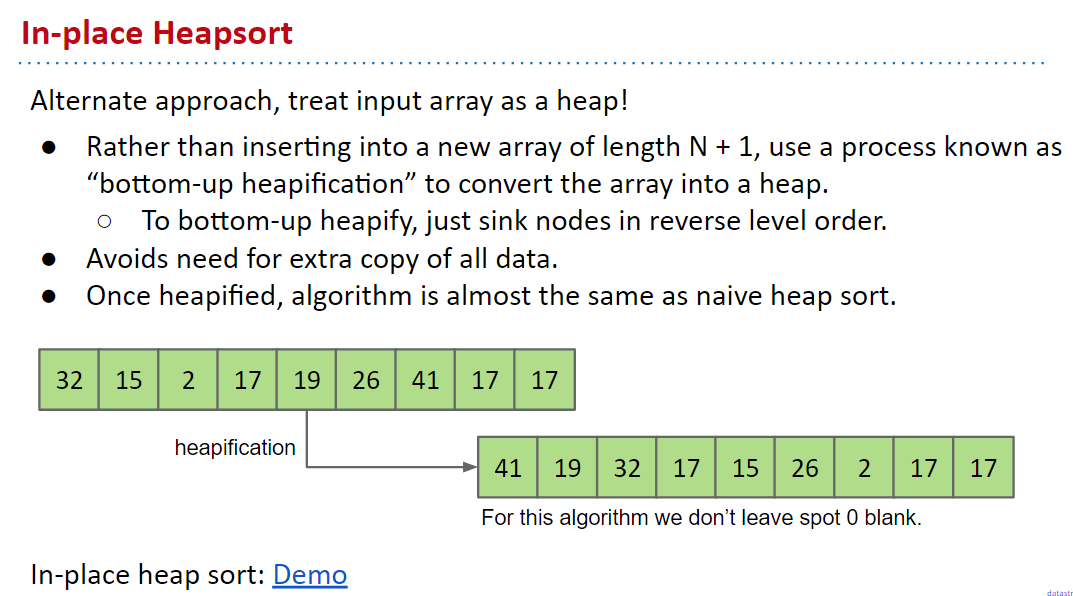 In-place Heapsort
Alternate approach, treat input array as a heap!
● Rather than inserting into a new array of length N + 1, use a process known as
“bottom-up heapification” to convert the array into a heap.
○ To bottom-up heapify, just sink nodes in reverse level order.
● Avoids need for extra copy of all data.
● Once heapified, algorithm is almost the same as naive heap sort.
32 15 2 17 19 26 41 17 17
heapification
41 19 32 17 15 26 2 17 17
For this algorithm we don’t leave spot 0 blank.
In-place heap sort: Demo
datastr